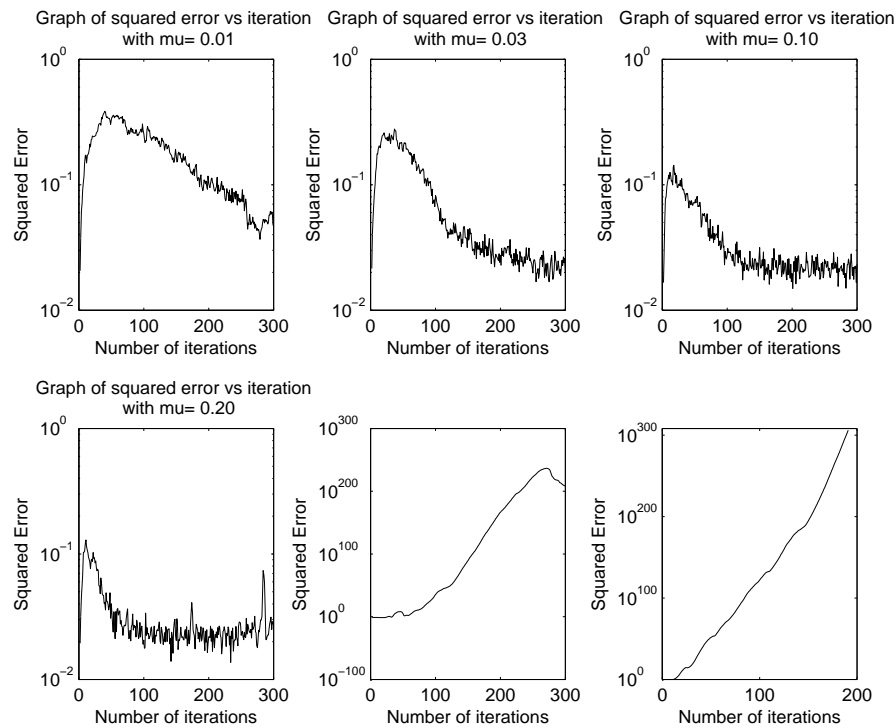 Graph of squared error vs iteration
with mu= 0.01
10^0
10^-1
10^-2
Squared Error
0 100 200 300
Number of iterations
Graph of squared error vs iteration
with mu= 0.03
10^0
10^-1
10^-2
Squared Error
0 100 200 300
Number of iterations
Graph of squared error vs iteration
with mu= 0.10
10^0
10^-1
10^-2
Squared Error
0 100 200 300
Number of iterations
Graph of squared error vs iteration
with mu= 0.20
10^0
10^-1
10^-2
Squared Error
0 100 200 300
Number of iterations
10^300
10^200
10^100
10^0
10^-100
Squared Error
0 100 200 300
Number of iterations
10^300
10^200
10^100
10^0
Squared Error
0 100 200
Number of iterations